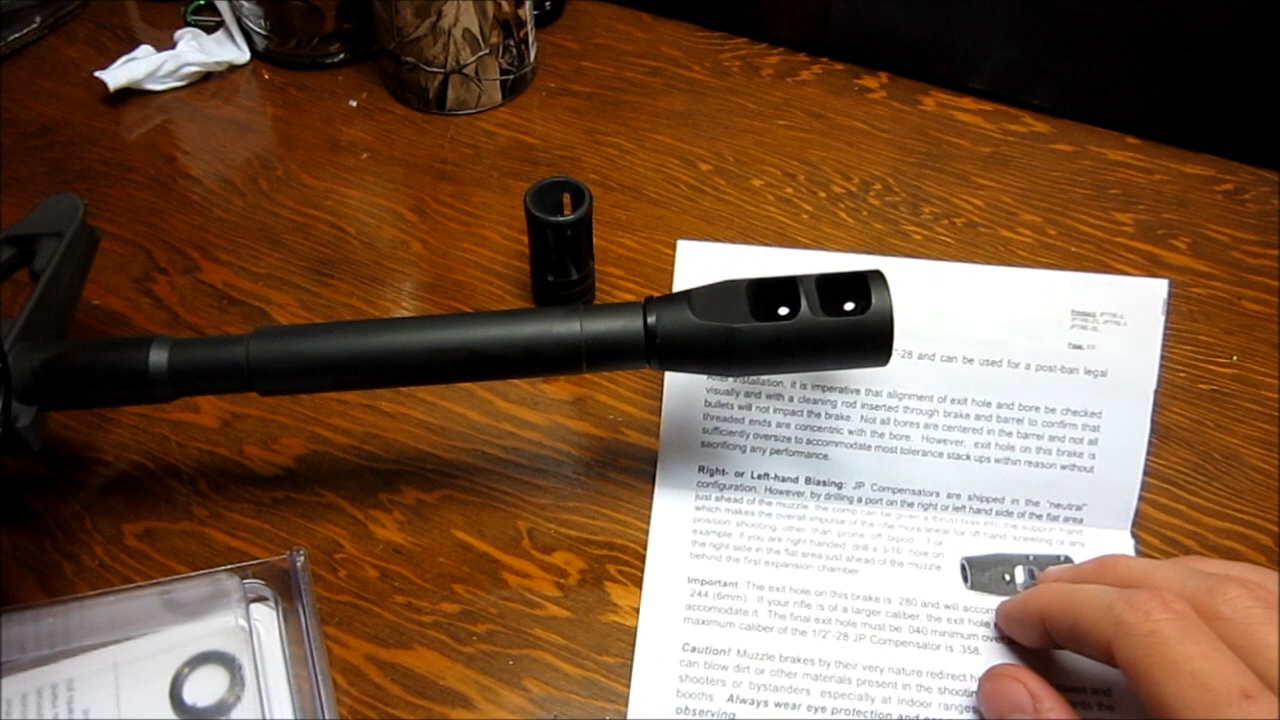 Page:
"-28 and can be used for a post-ban legal
After installation, it is imperative that alignment of exit hole and bore be checked
visually and with a cleaning rod inserted through brake and barrel to confirm that
bullets will not impact the brake. Not all bores are centered in the barrel and not all
threaded ends are concentric with the bore. However, exit hole on this brake is
sufficiently oversize to accommodate most tolerance stack ups within reason without
sacrificing any performance.
Right- or Left-hand Biasing: JP Compensators are shipped in the "neutral"
configuration. However, by drilling a port on the right or left hand side of the flat area
just ahead of the muzzle, the comp can be given a thrust bias into the support hand
which makes the overall impulse of the rifle more linear for off hand, kneeling or any
position shooting other than prone off bipod. For
example if you are right handed drill a 3/16" hole on
the right side in the flat area just ahead of the muzzle
behind the first expansion chamber
Important: The exit hole on this brake is .280 and will accom
.244 (6mm). If your rifle is of a larger caliber, the exit hole
accomodate it. The final exit hole must be .040 minimum ove
maximum caliber of the 1/2"-28 JP Compensator is .358.
Caution! Muzzle brakes by their very nature redirect hi
can blow dirt or other materials present in the shootin
shooters or bystanders, especially at indoor ranges
booths. Always wear eye protection and
observing.